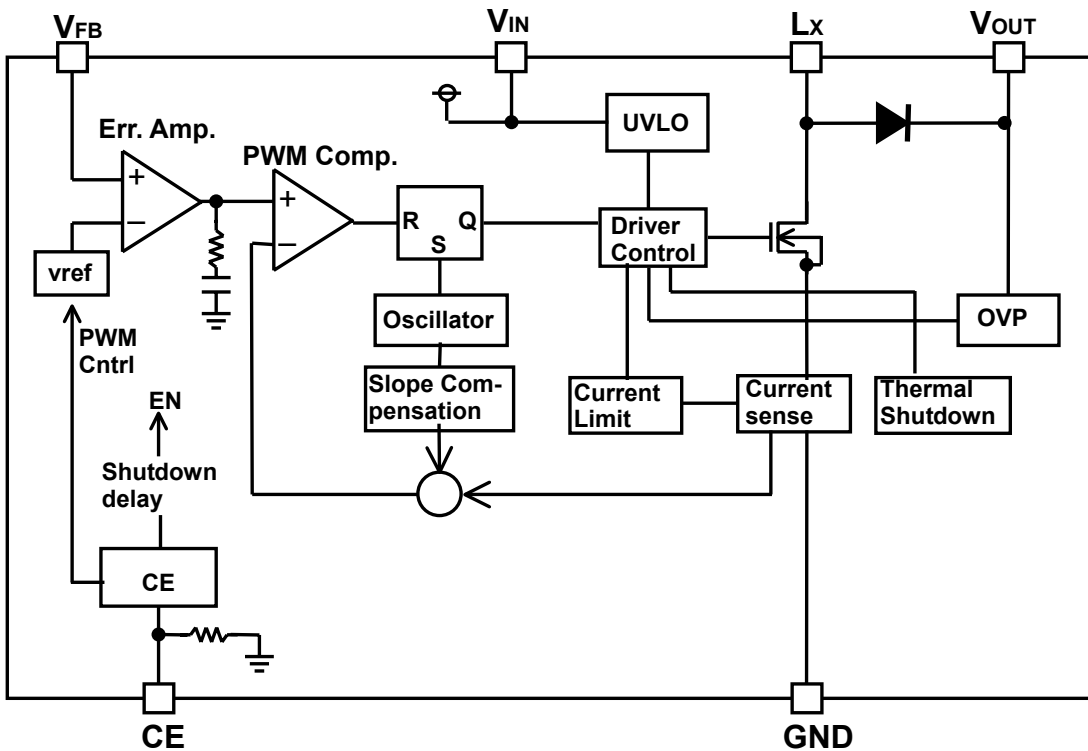 VFB
VIN
LX
VOUT
Err. Amp.
UVLO
PWM Comp.
+
−
+
−
R
Q
S
Driver
Control
vref
Oscillator
OVP
PWM
Cntrl
Slope Com-
pensation
Current
Limit
Current
sense
Thermal
Shutdown
EN
Shutdown
delay
CE
CE
GND